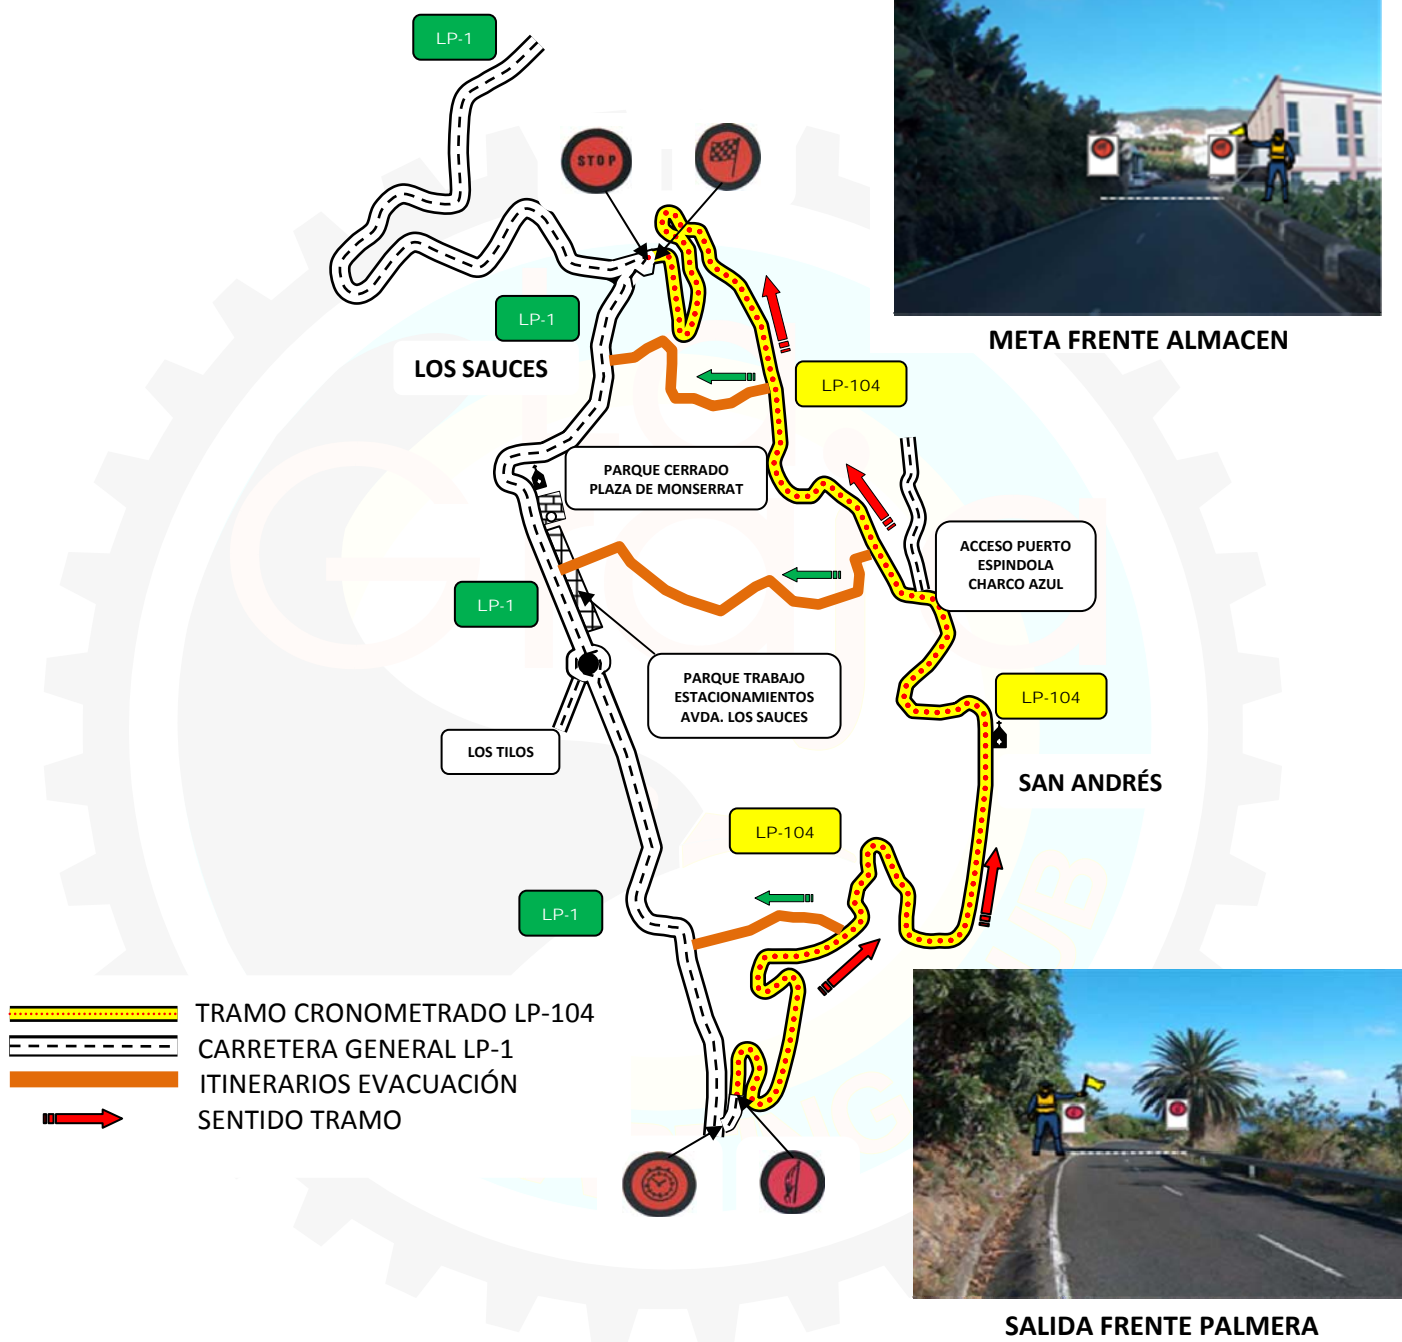 LP-1
STOP
META FRENTE ALMACEN
LP-1
LOS SAUCES
LP-104
PARQUE CERRADO
PLAZA DE MONSERRAT
ACCESO PUERTO
ESPINDOLA
CHARCO AZUL
LP-1
PARQUE TRABAJO
ESTACIONAMIENTOS
AVDA. LOS SAUCES
LP-104
LOS TILOS
SAN ANDRÉS
LP-104
LP-1
TRAMO CRONOMETRADO LP-104
CARRETERA GENERAL LP-1
ITINERARIOS EVACUACIÓN
SENTIDO TRAMO
SALIDA FRENTE PALMERA